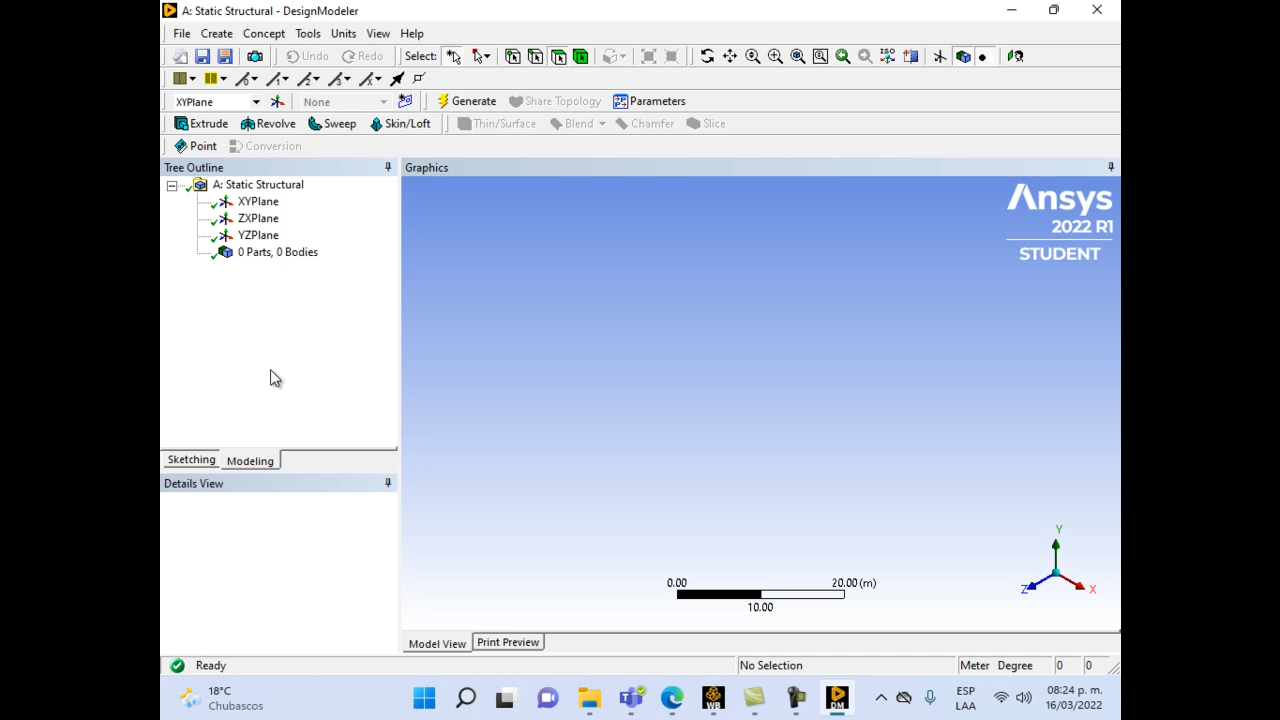 A: Static Structural - DesignModeler
File Create Concept Tools Units View Help
Undo Redo Select: ISO
XYPlane None Generate Share Topology Parameters
Extrude Revolve Sweep Skin/Loft Thin/Surface Blend Chamfer Slice
Point Conversion
Tree Outline
Graphics
A: Static Structural
XYPlane
ZXPlane
YZPlane
0 Parts, 0 Bodies
Ansys
2022 R1
STUDENT
Sketching Modeling
Details View
Y
Z X
0.00 20.00 (m)
10.00
Model View Print Preview
Ready No Selection Meter Degree 0 0
18°C
Chubascos
WB
DM
ESP
LAA
08:24 p. m.
16/03/2022